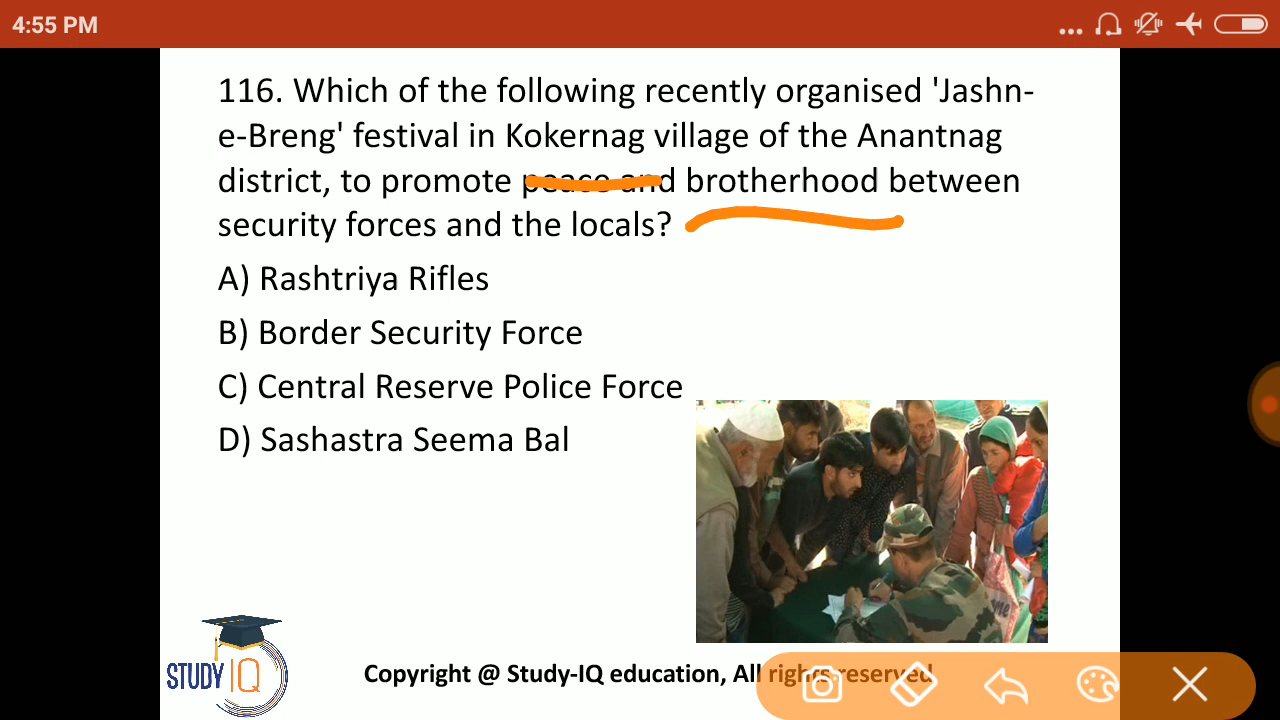 4:55 PM
116. Which of the following recently organised 'Jashn-
e-Breng' festival in Kokernag village of the Anantnag
district, to promote peace and brotherhood between
security forces and the locals?
A) Rashtriya Rifles
B) Border Security Force
C) Central Reserve Police Force
D) Sashastra Seema Bal
STUDY IQ
Copyright @ Study-IQ education, All rights reserved